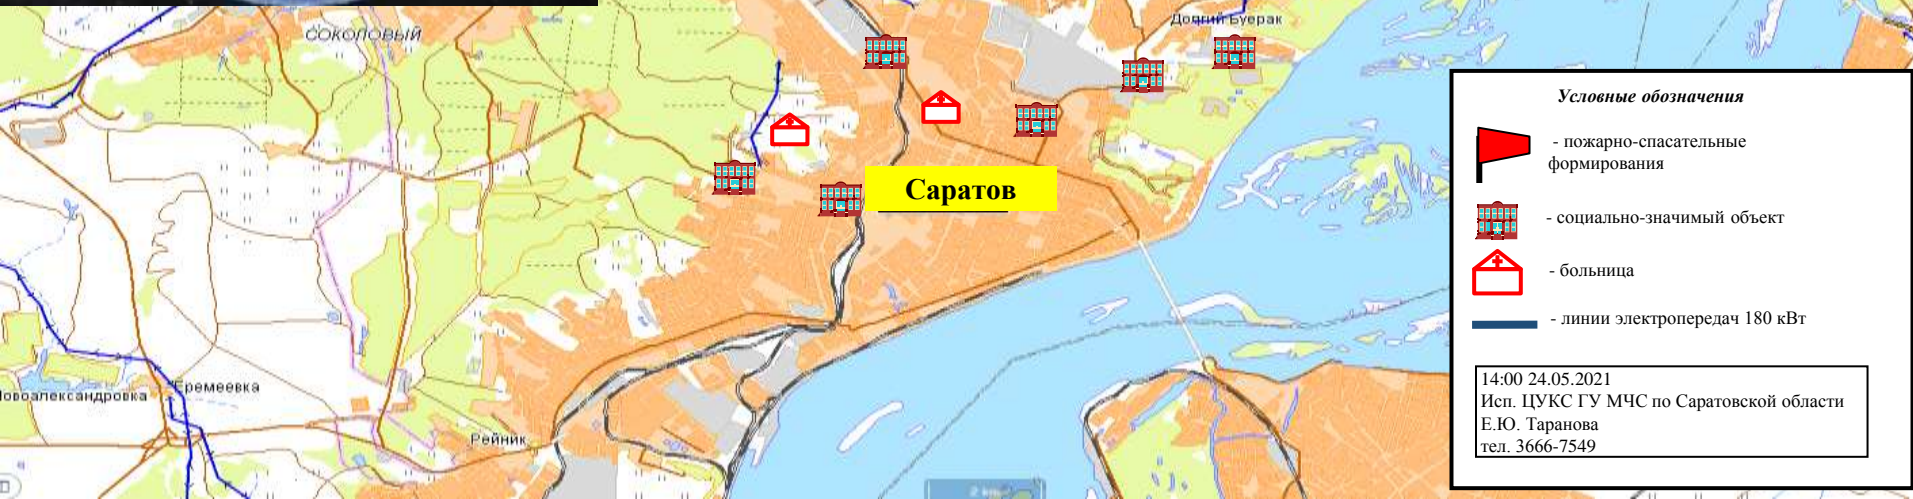 Долгий Буерак
СОКОЛОВЫЙ
Условные обозначения
- пожарно-спасательные
формирования
Саратов
- социально-значимый объект
- больница
- линии электропередач 180 кВт
Еремеевка
Новоалександровка
Рейник
14:00 24.05.2021
Исп. ЦУКС ГУ МЧС по Саратовской области
Е.Ю. Таранова
тел. 3666-7549